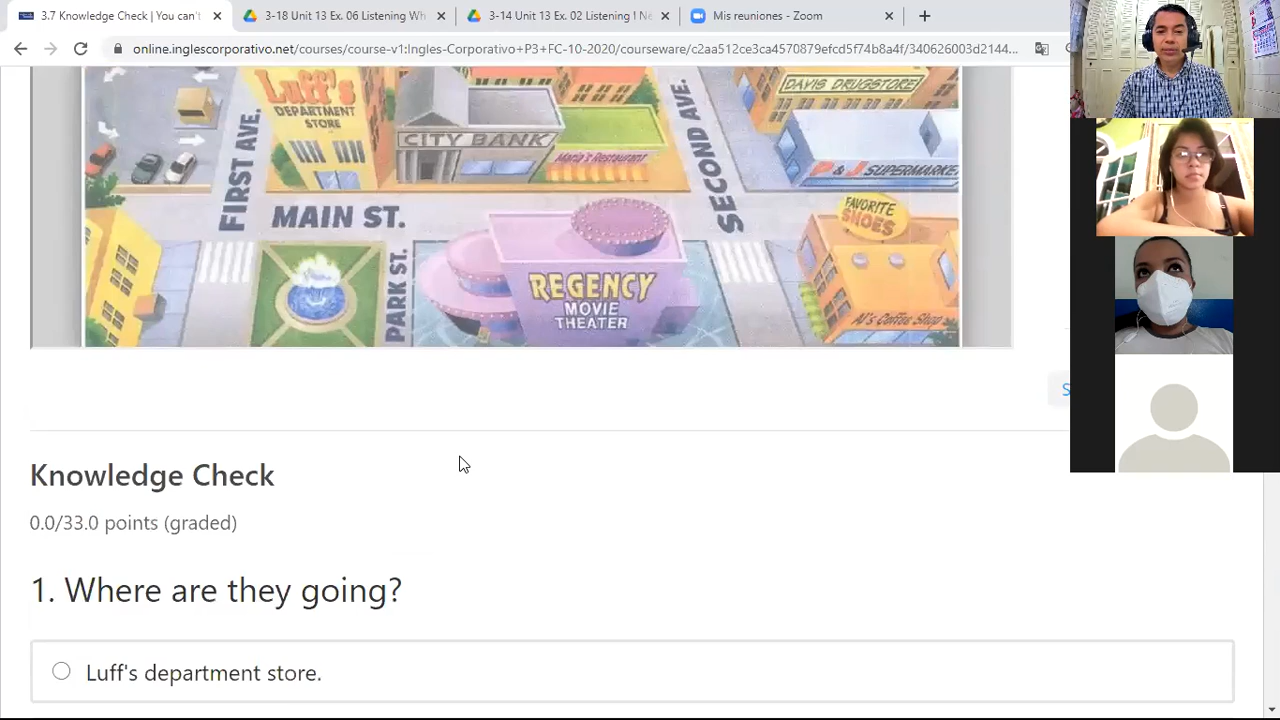 3.7 Knowledge Check | You can't
3-18 Unit 13 Ex. 06 Listening Wh
3-14 Unit 13 Ex. 02 Listening
Mis reuniones - Zoom
online.inglescorporativo.net/courses/course-v1:Ingles-Corporativo+P3+FC-10-2020/courseware/c2aa512ce3ca4570879efcd5f74b8a47/340626003d2144...
Luff's
DEPARTMENT
STORE
FIRST AVE.
CITY BANK
Maria's Restaurant
SECOND AVE.
DAVIS DRUGSTORE
P & J SUPERMARKE
MAIN ST.
PARK ST.
REGENCY
MOVIE
THEATER
FAVORITE
SHOES
Al's Coffee Shop
S
Knowledge Check
0.0/33.0 points (graded)
1. Where are they going?
Luff's department store.